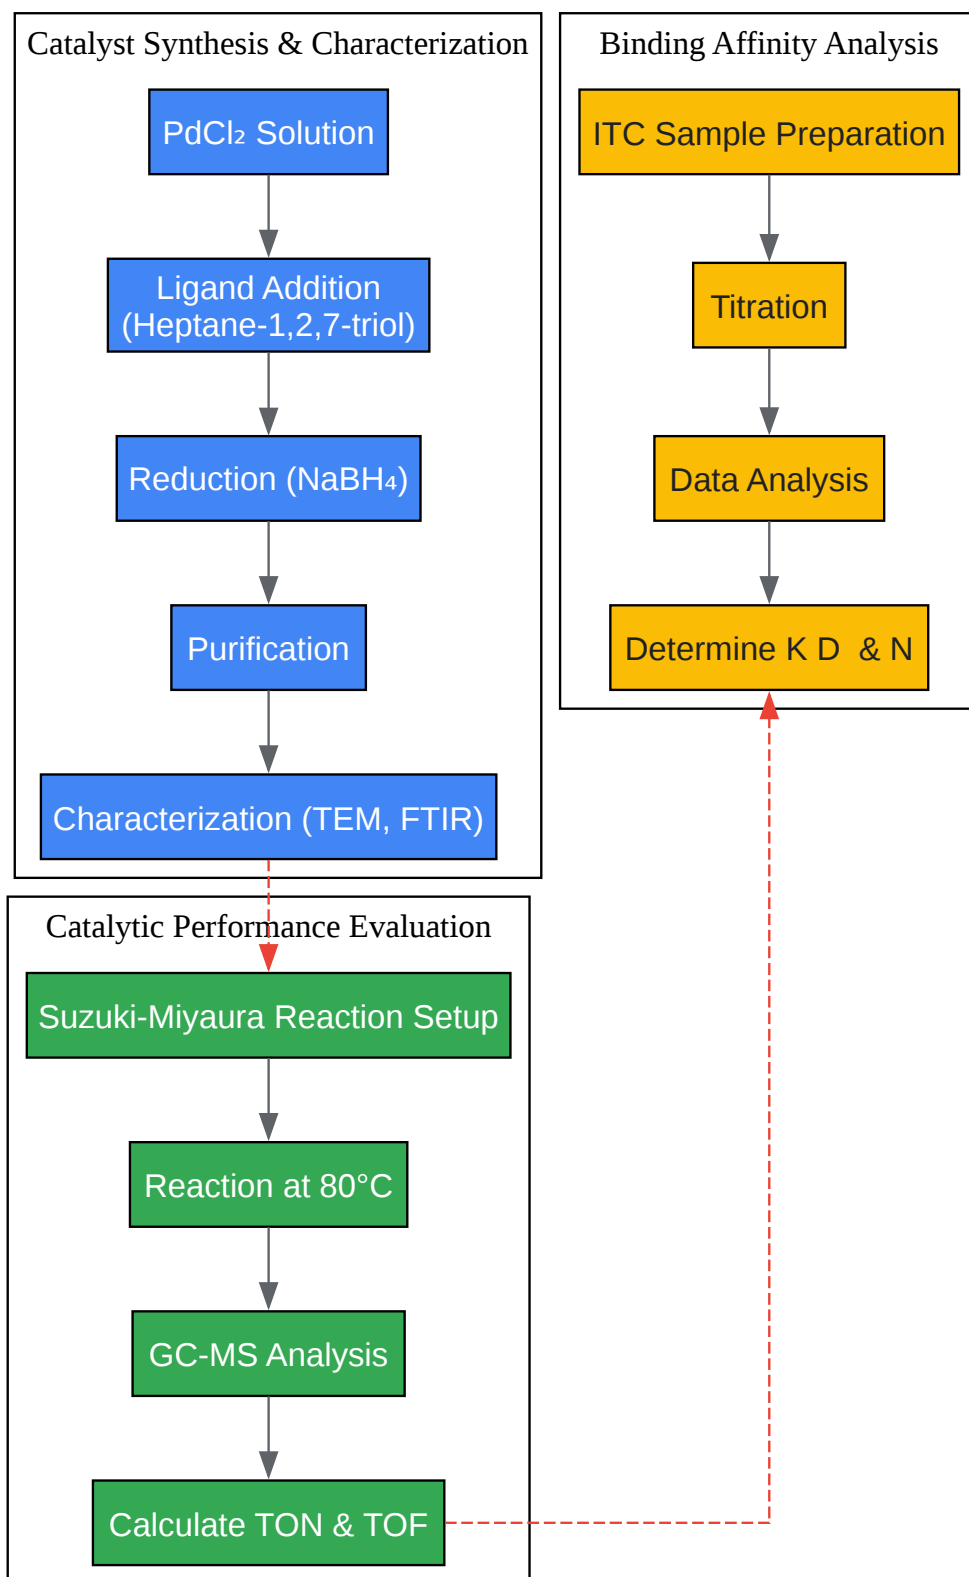 Catalyst Synthesis & Characterization
PdCl₂ Solution
Ligand Addition
(Heptane-1,2,7-triol)
Reduction (NaBH₄)
Purification
Characterization (TEM, FTIR)
Catalytic Performance Evaluation
Suzuki-Miyaura Reaction Setup
Reaction at 80°C
GC-MS Analysis
Calculate TON & TOF
Binding Affinity Analysis
ITC Sample Preparation
Titration
Data Analysis
Determine K D  & N